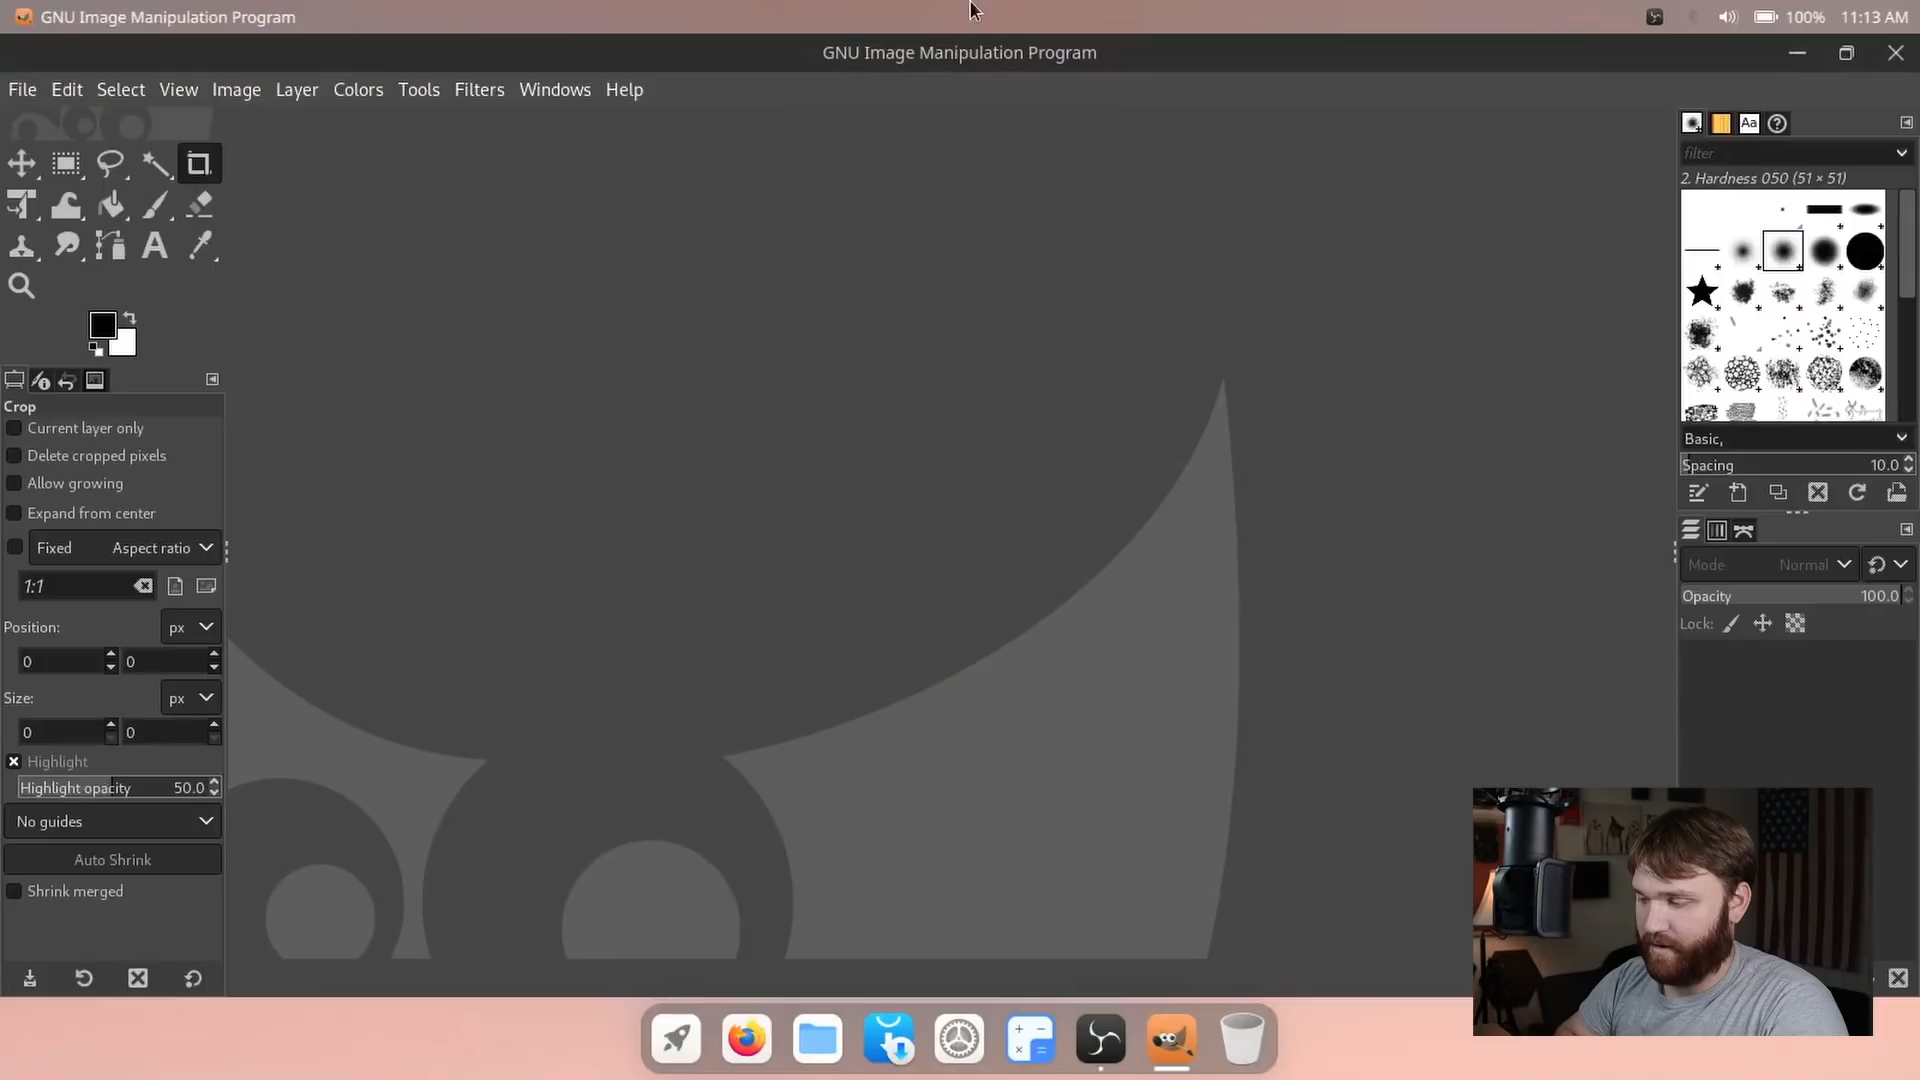 GNU Image Manipulation Program
100%
11:13 AM
GNU Image Manipulation Program
File Edit Select View Image Layer Colors Tools Filters Windows Help
Aa
filter
2. Hardness 050 (51 × 51)
Basic,
Spacing 10.0
Mode Normal
Opacity 100.0
Lock:
Crop
Current layer only
Delete cropped pixels
Allow growing
Expand from center
Fixed Aspect ratio
1:1
Position: px
0 0
Size: px
0 0
Highlight
Highlight opacity 50.0
No guides
Auto Shrink
Shrink merged